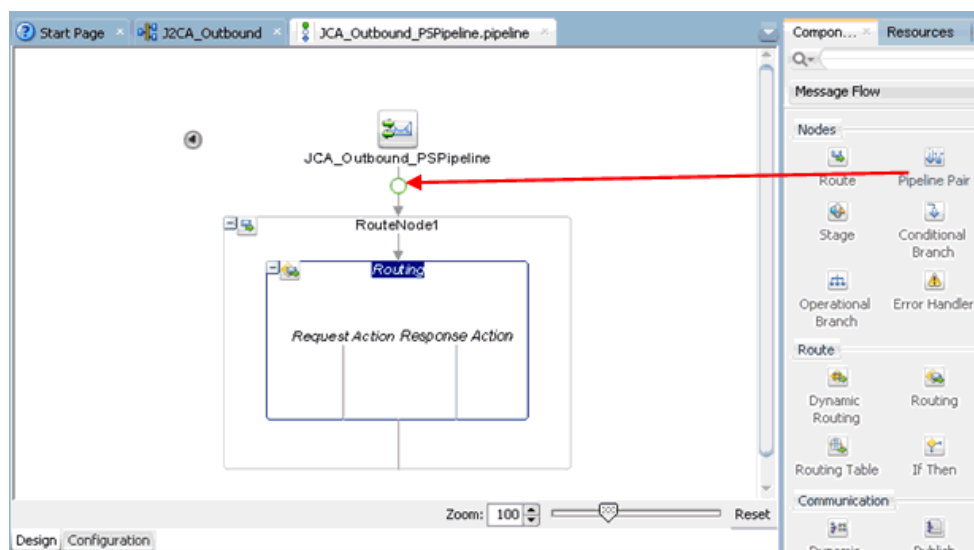 Start Page
J2CA_Outbound
JCA_Outbound_PSPipeline.pipeline
JCA_Outbound_PSPipeline
RouteNode1
Routing
Request Action Response Action
Zoom: 100
Reset
Design
Configuration
Compon...
Resources
Message Flow
Nodes
Route
Pipeline Pair
Stage
Conditional
Branch
Operational
Branch
Error Handler
Route
Dynamic
Routing
Routing
Routing Table
If Then
Communication
Dynamic
Publish